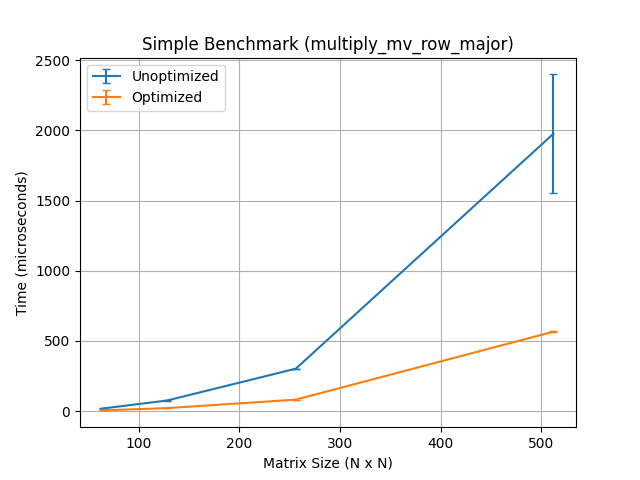 Simple Benchmark (multiply_mv_row_major)
Unoptimized
Optimized
2500
2000
1500
1000
500
0
Time (microseconds)
100 200 300 400 500
Matrix Size (N x N)